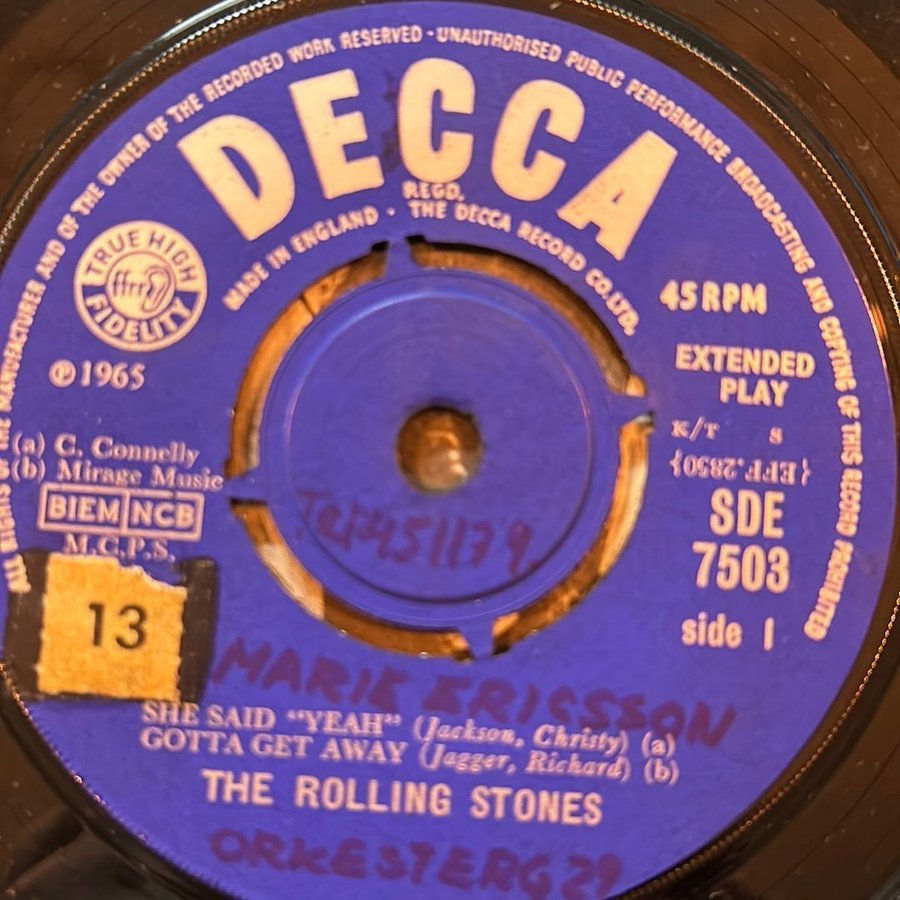 ALL RIGHTS OF THE MANUFACTURER AND OF THE OWNER OF THE RECORDED WORK RESERVED · UNAUTHORISED PUBLIC PERFORMANCE BROADCASTING AND COPYING OF THIS RECORD PROHIBITED
DECCA
REGD.
MADE IN ENGLAND · THE DECCA RECORD CO. LTD.
TRUE HIGH
ffrr
FIDELITY
℗1965
45 RPM
EXTENDED
PLAY
K/T S
{EFF.2850}
SDE
7503
side 1
(a) C. Connelly
(b) Mirage Music
BIEM NCB
M.C.P.S.
13
MARIE ERICSSON
SHE SAID "YEAH" (Jackson, Christy) (a)
GOTTA GET AWAY (Jagger, Richard) (b)
THE ROLLING STONES
ORKESTERG 29